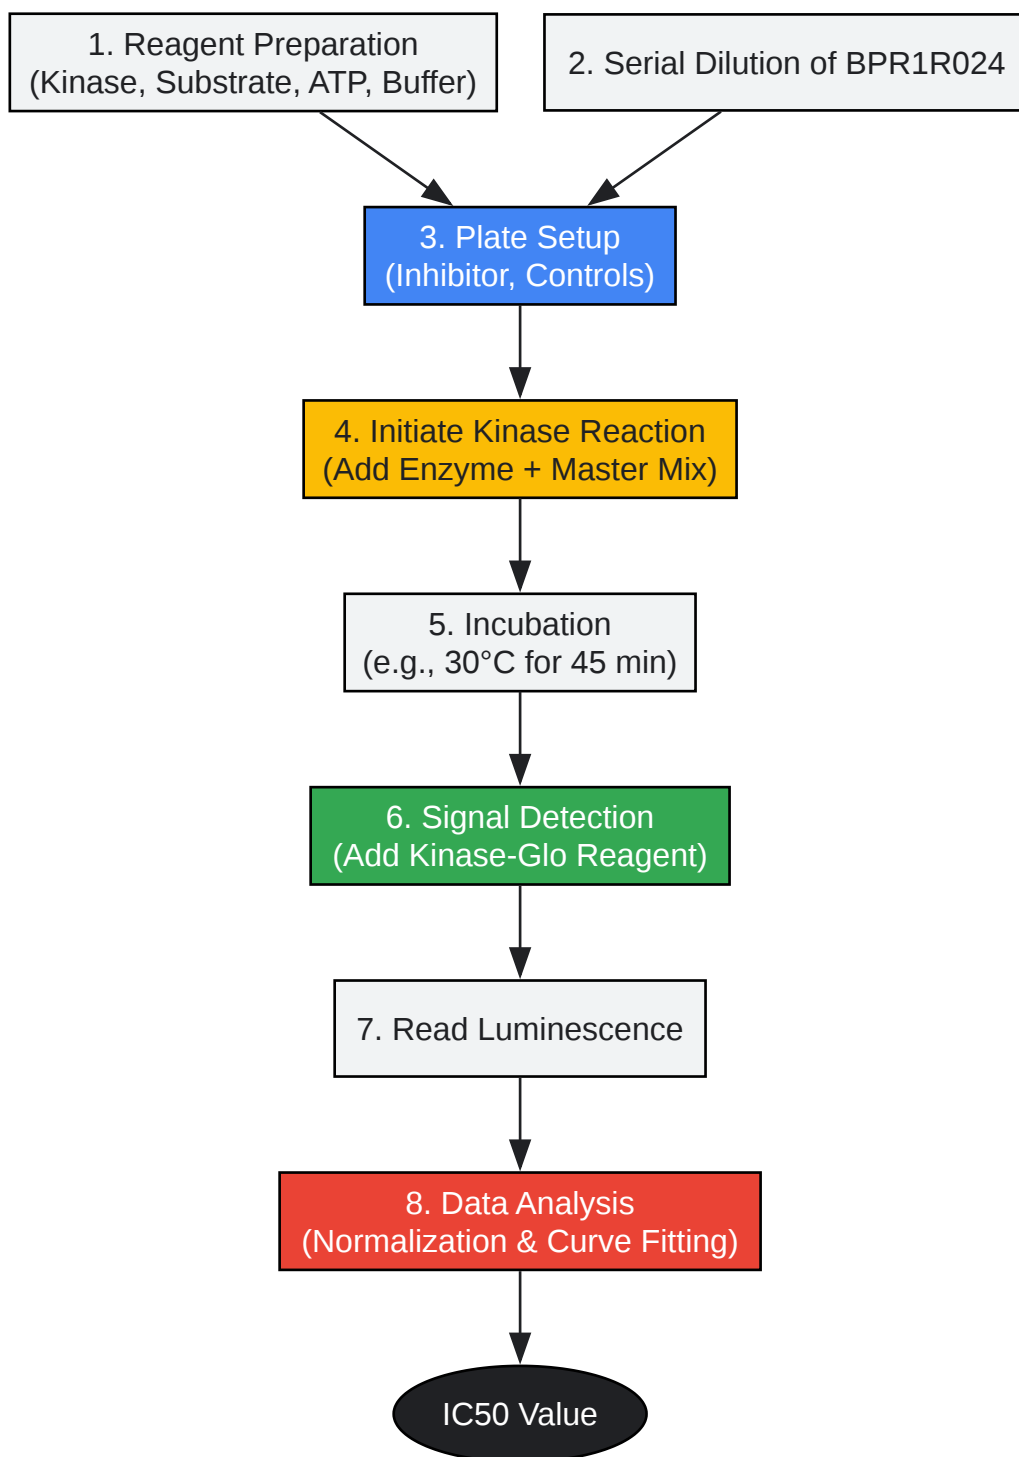 1. Reagent Preparation
(Kinase, Substrate, ATP, Buffer)
2. Serial Dilution of BPR1R024
3. Plate Setup
(Inhibitor, Controls)
4. Initiate Kinase Reaction
(Add Enzyme + Master Mix)
5. Incubation
(e.g., 30°C for 45 min)
6. Signal Detection
(Add Kinase-Glo Reagent)
7. Read Luminescence
8. Data Analysis
(Normalization & Curve Fitting)
IC50 Value